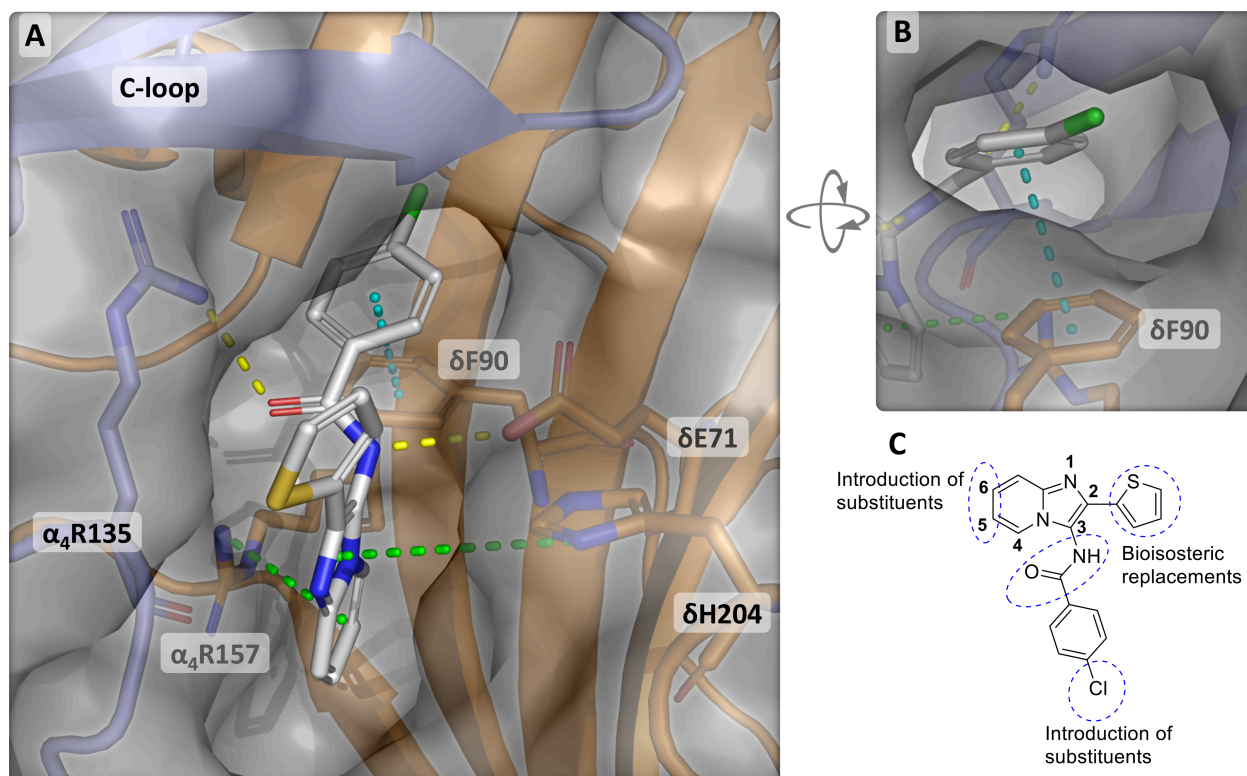 A
C-loop
δF90
δE71
α₄R135
δH204
α₄R157
B
δF90
C
Introduction of
substituents
1
6
2
S
N
5
N
3
4
NH
O
Bioisosteric
replacements
Cl
Introduction of
substituents